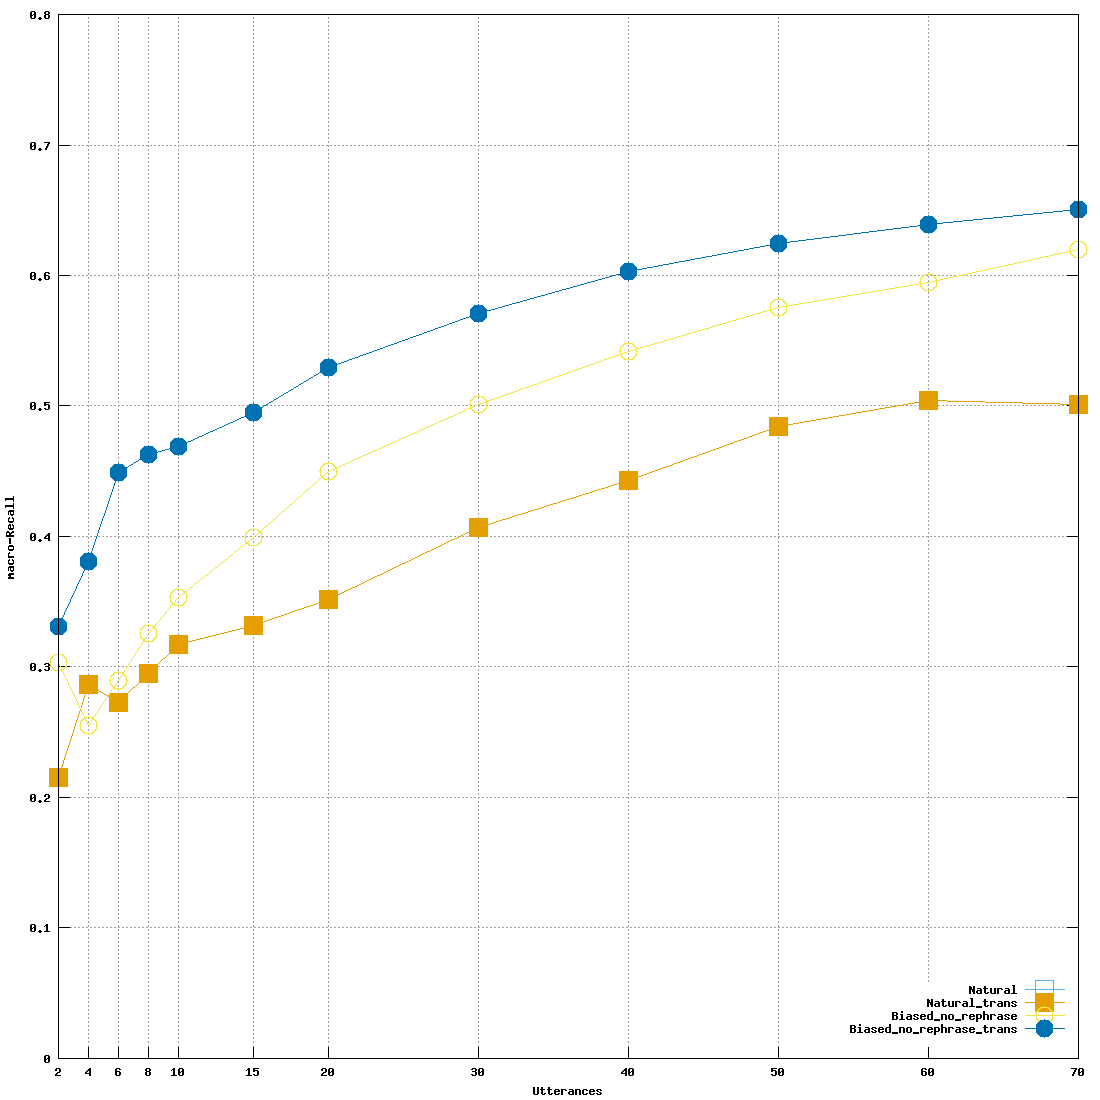 0.8
0.7
0.6
0.5
0.4
0.3
0.2
0.1
0
Macro-Recall
Natural
Natural_trans
Biased_no_rephrase
Biased_no_rephrase_trans
2 4 6 8 10 15 20 30 40 50 60 70
Utterances